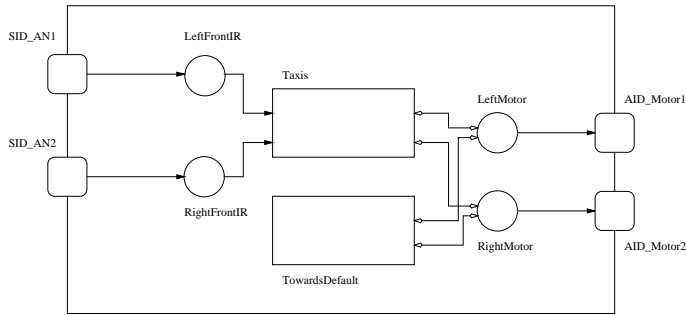 SID_AN1
LeftFrontIR
Taxis
LeftMotor
AID_Motor1
SID_AN2
RightFrontIR
RightMotor
AID_Motor2
TowardsDefault